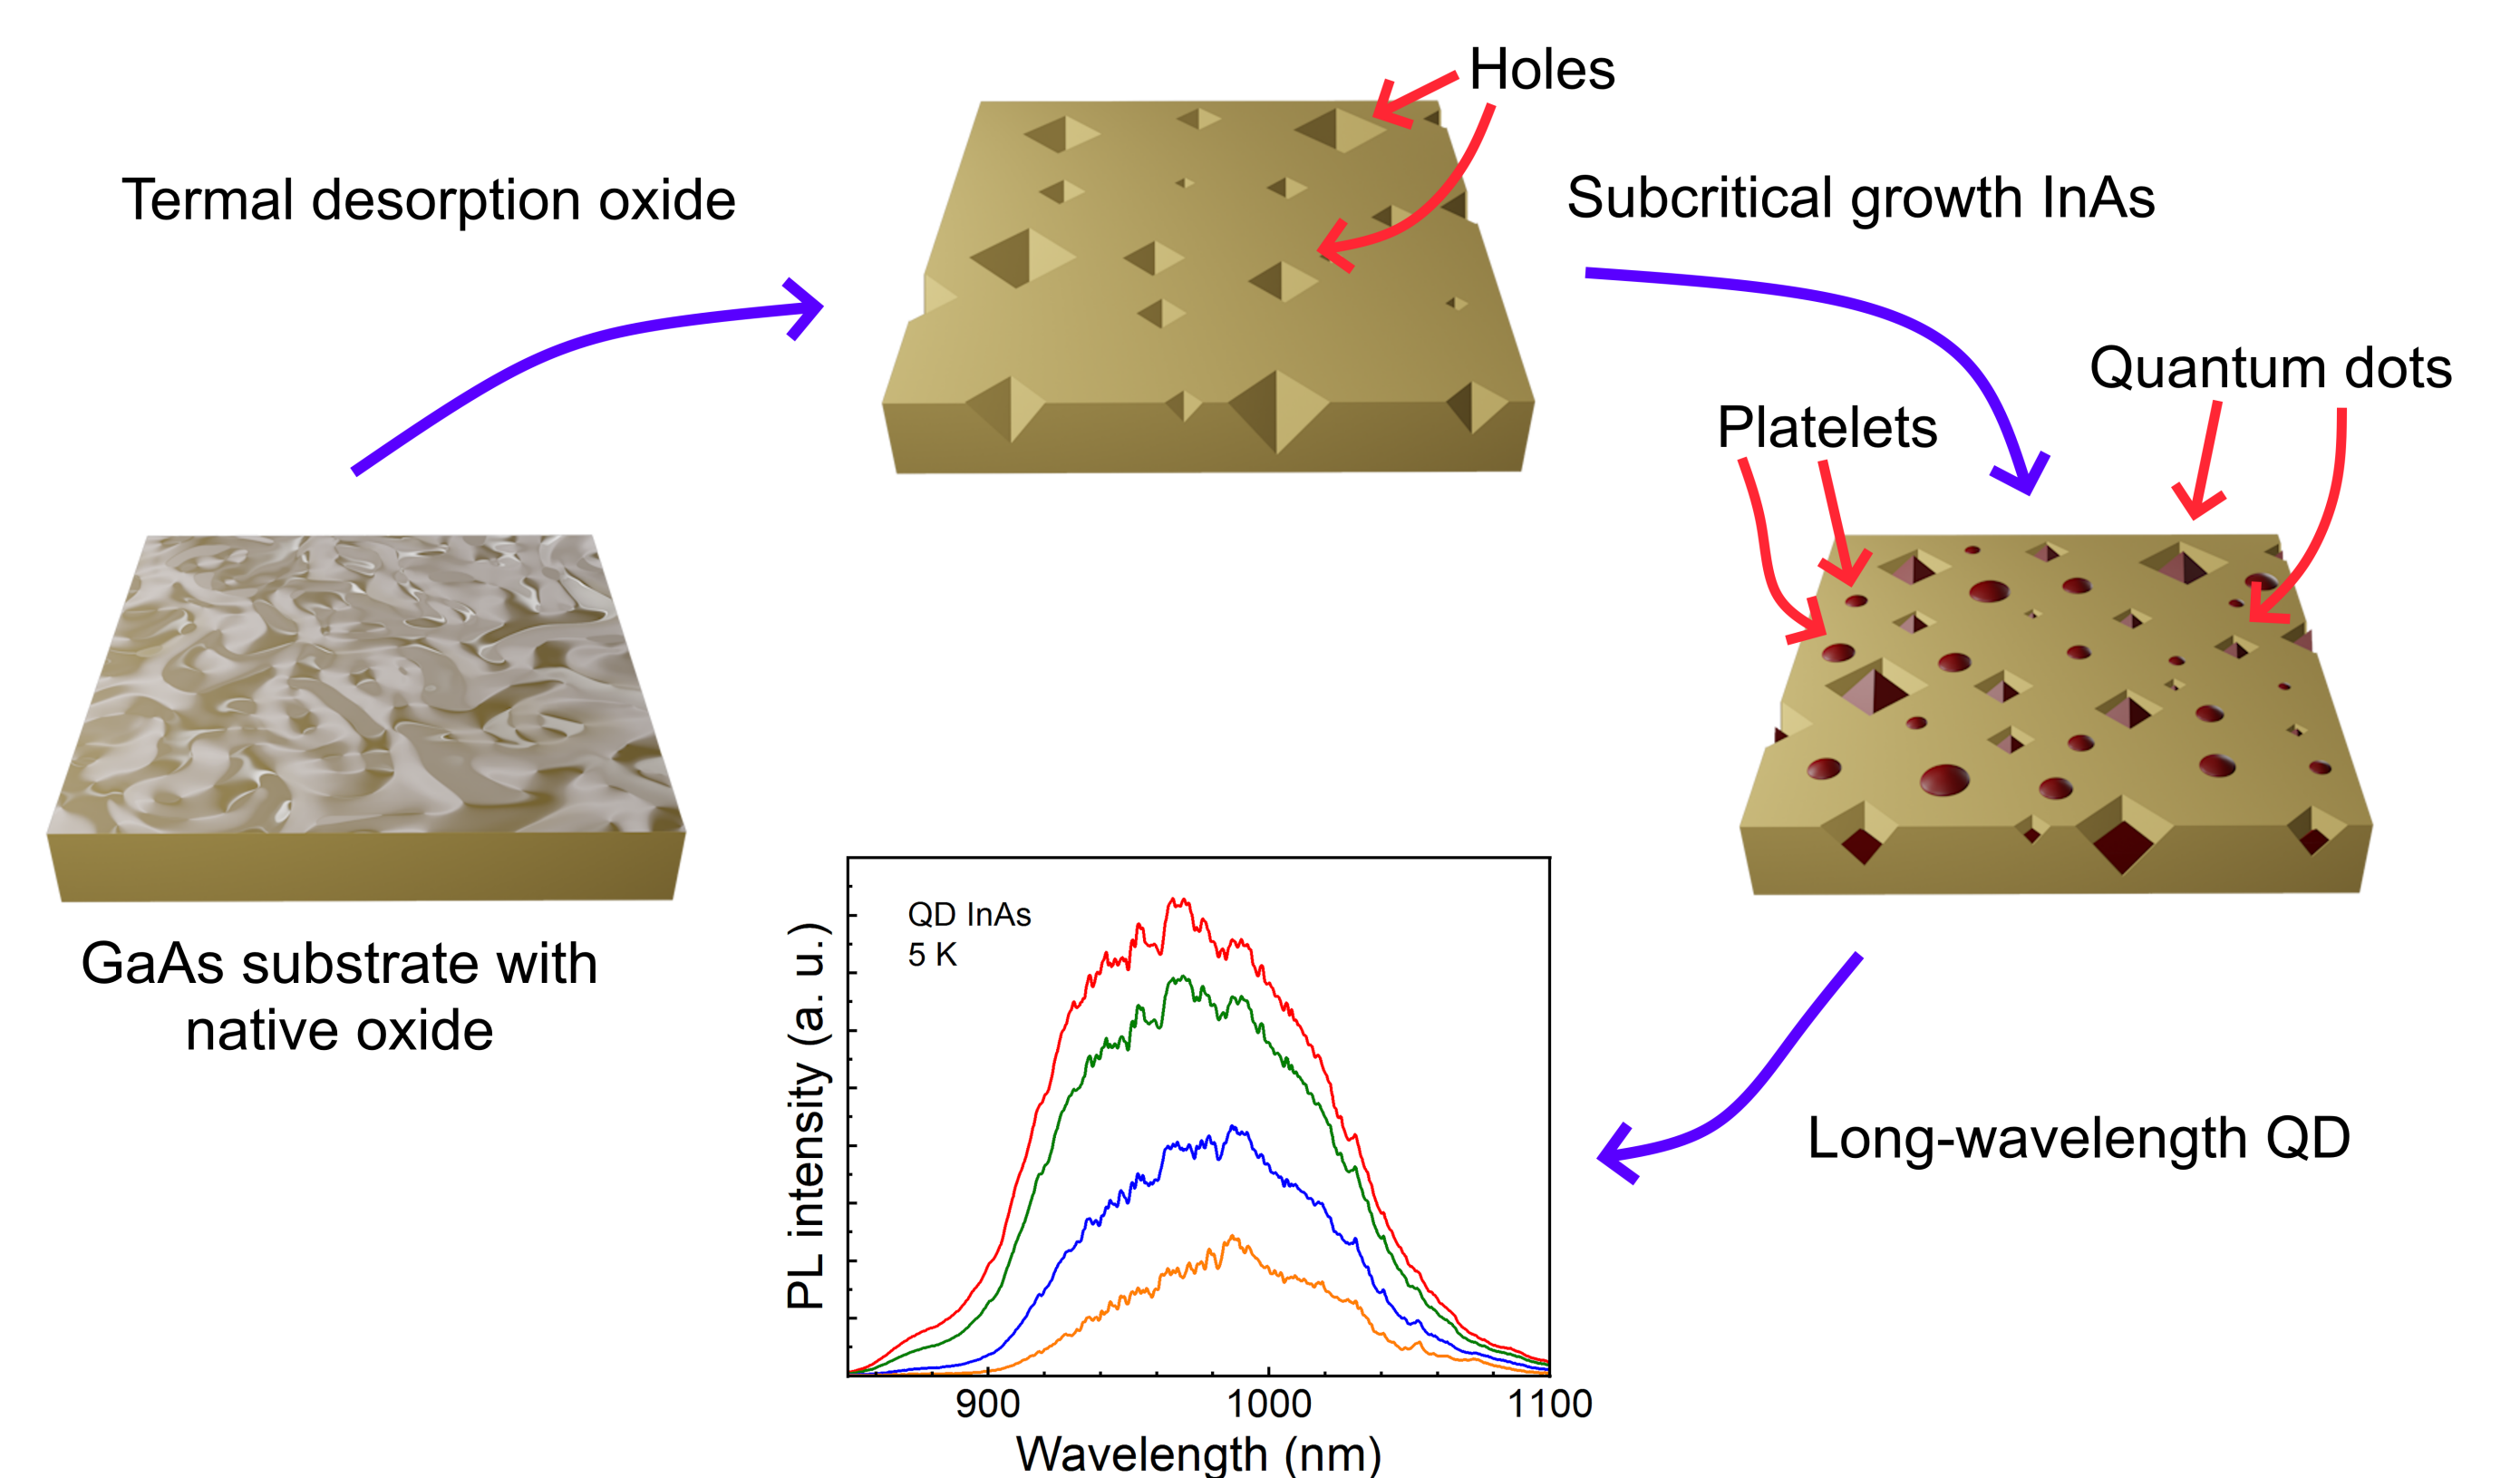 Holes
Termal desorption oxide
Subcritical growth InAs
Quantum dots
Platelets
GaAs substrate with
native oxide
QD InAs
5 K
PL intensity (a. u.)
900 1000 1100
Wavelength (nm)
Long-wavelength QD